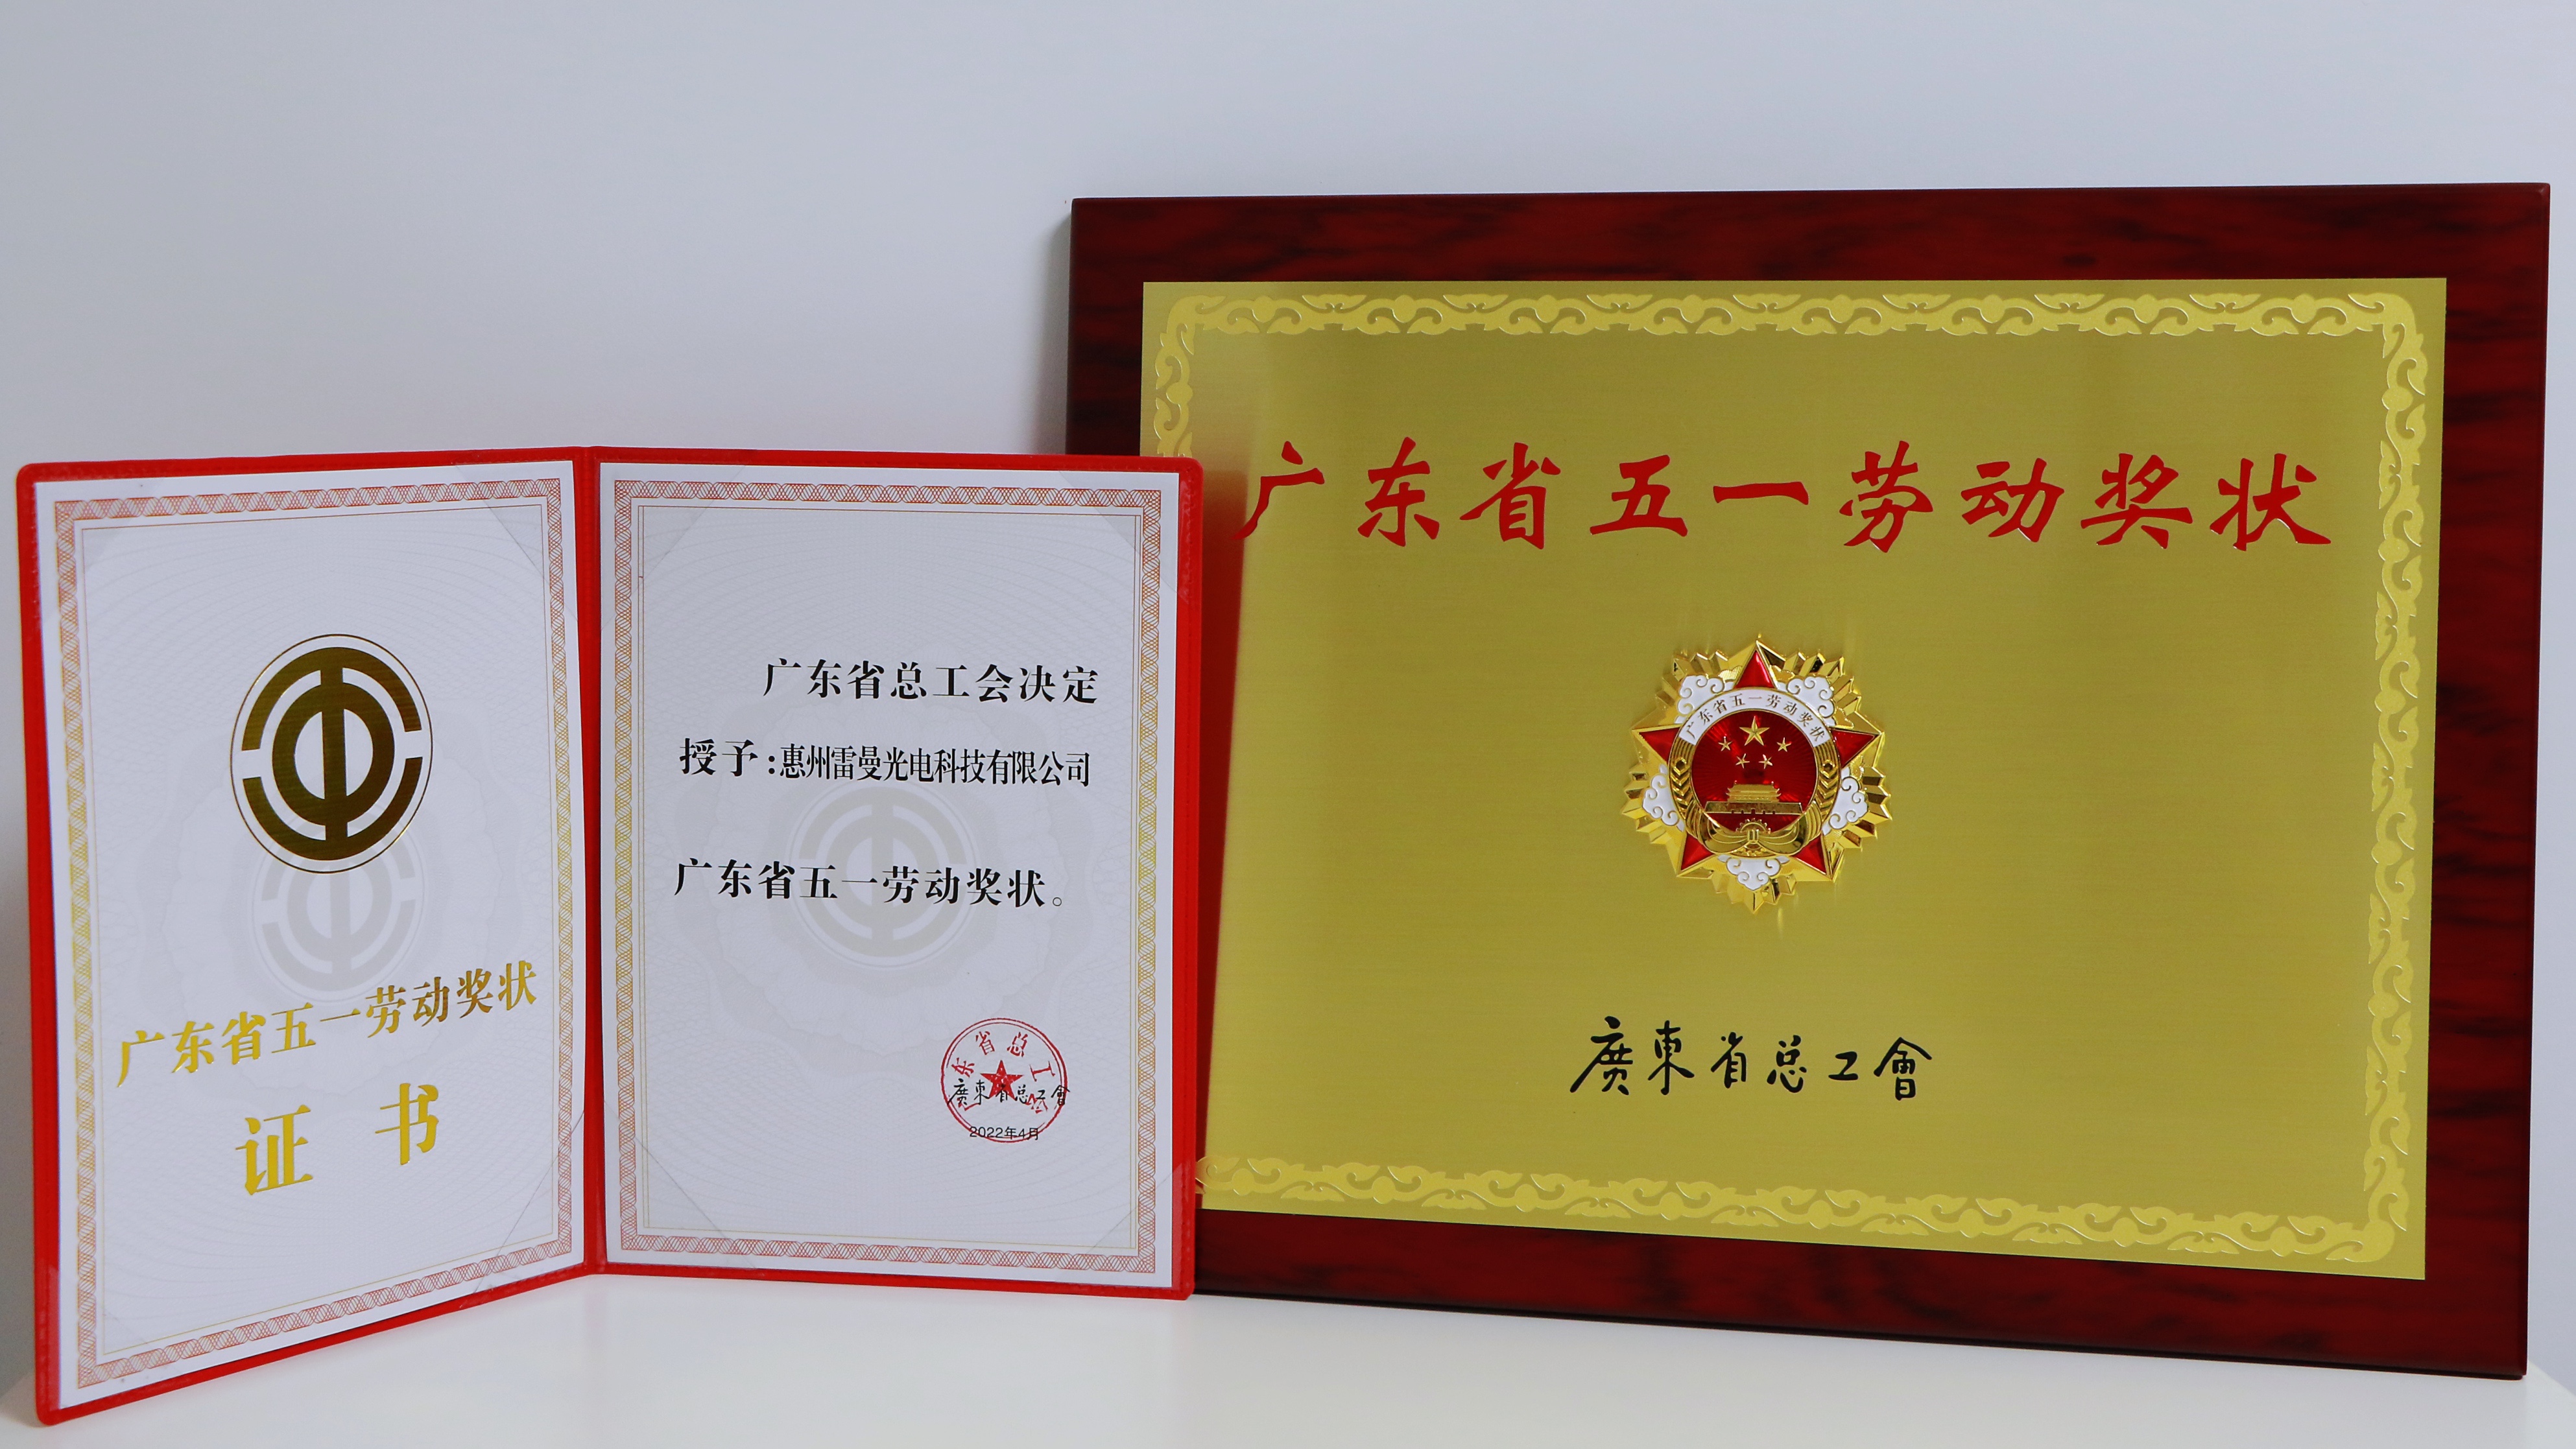 广东省五一劳动奖状
证书
广东省总工会决定
授予:惠州雷曼光电科技有限公司
广东省五一劳动奖状。
广东省总工会
廣東省总工會
2022年4月
广东省五一劳动奖状
广东省五一劳动奖状
廣東省总工會